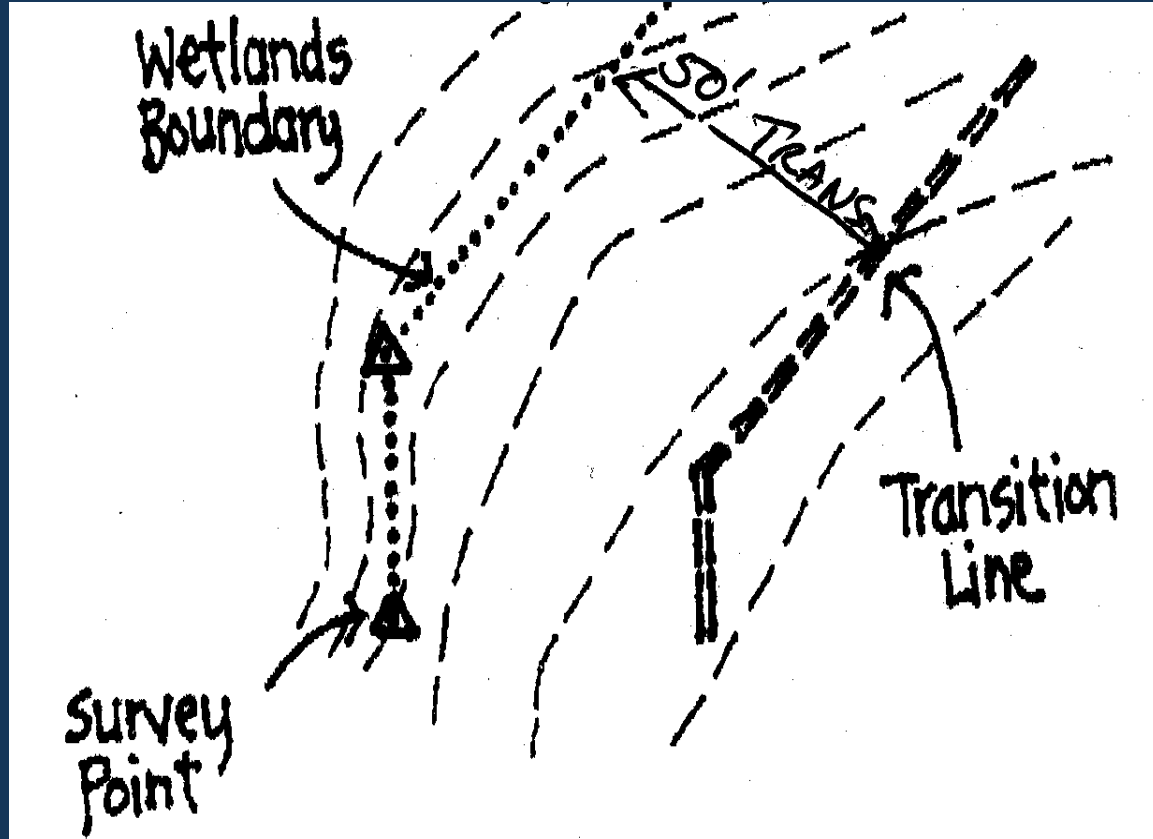 Wetlands
Boundary
50' TRANS
Transition
Line
Survey
Point